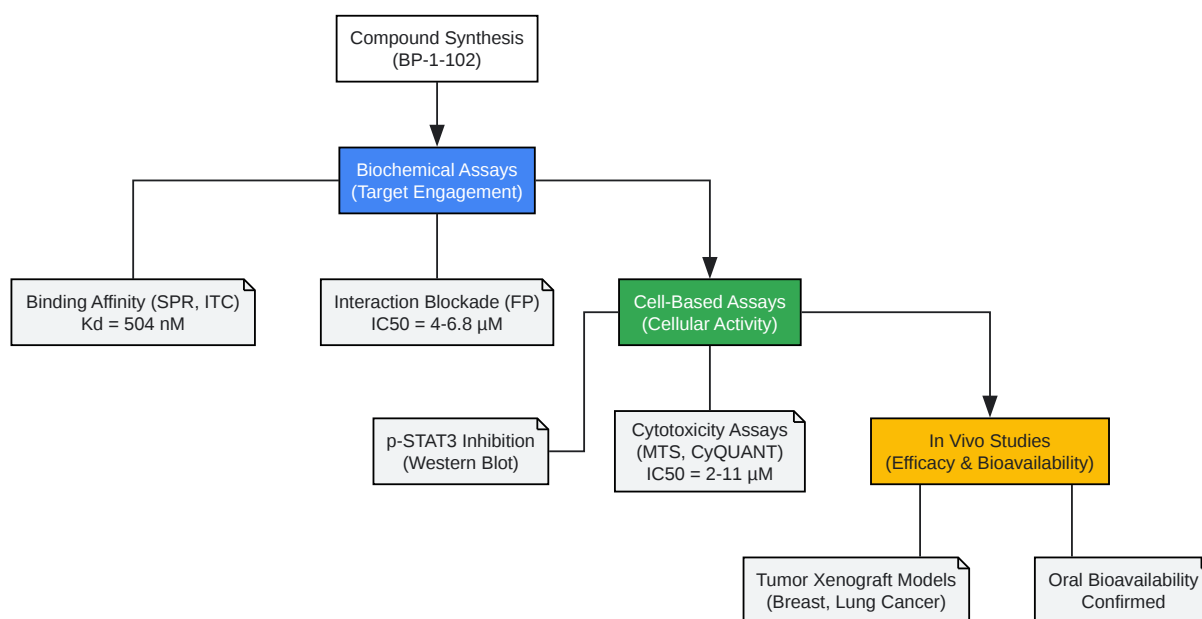 Compound Synthesis
(BP-1-102)
Biochemical Assays
(Target Engagement)
Binding Affinity (SPR, ITC)
Kd = 504 nM
Interaction Blockade (FP)
IC50 = 4-6.8 µM
Cell-Based Assays
(Cellular Activity)
p-STAT3 Inhibition
(Western Blot)
Cytotoxicity Assays
(MTS, CyQUANT)
IC50 = 2-11 µM
In Vivo Studies
(Efficacy & Bioavailability)
Tumor Xenograft Models
(Breast, Lung Cancer)
Oral Bioavailability
Confirmed